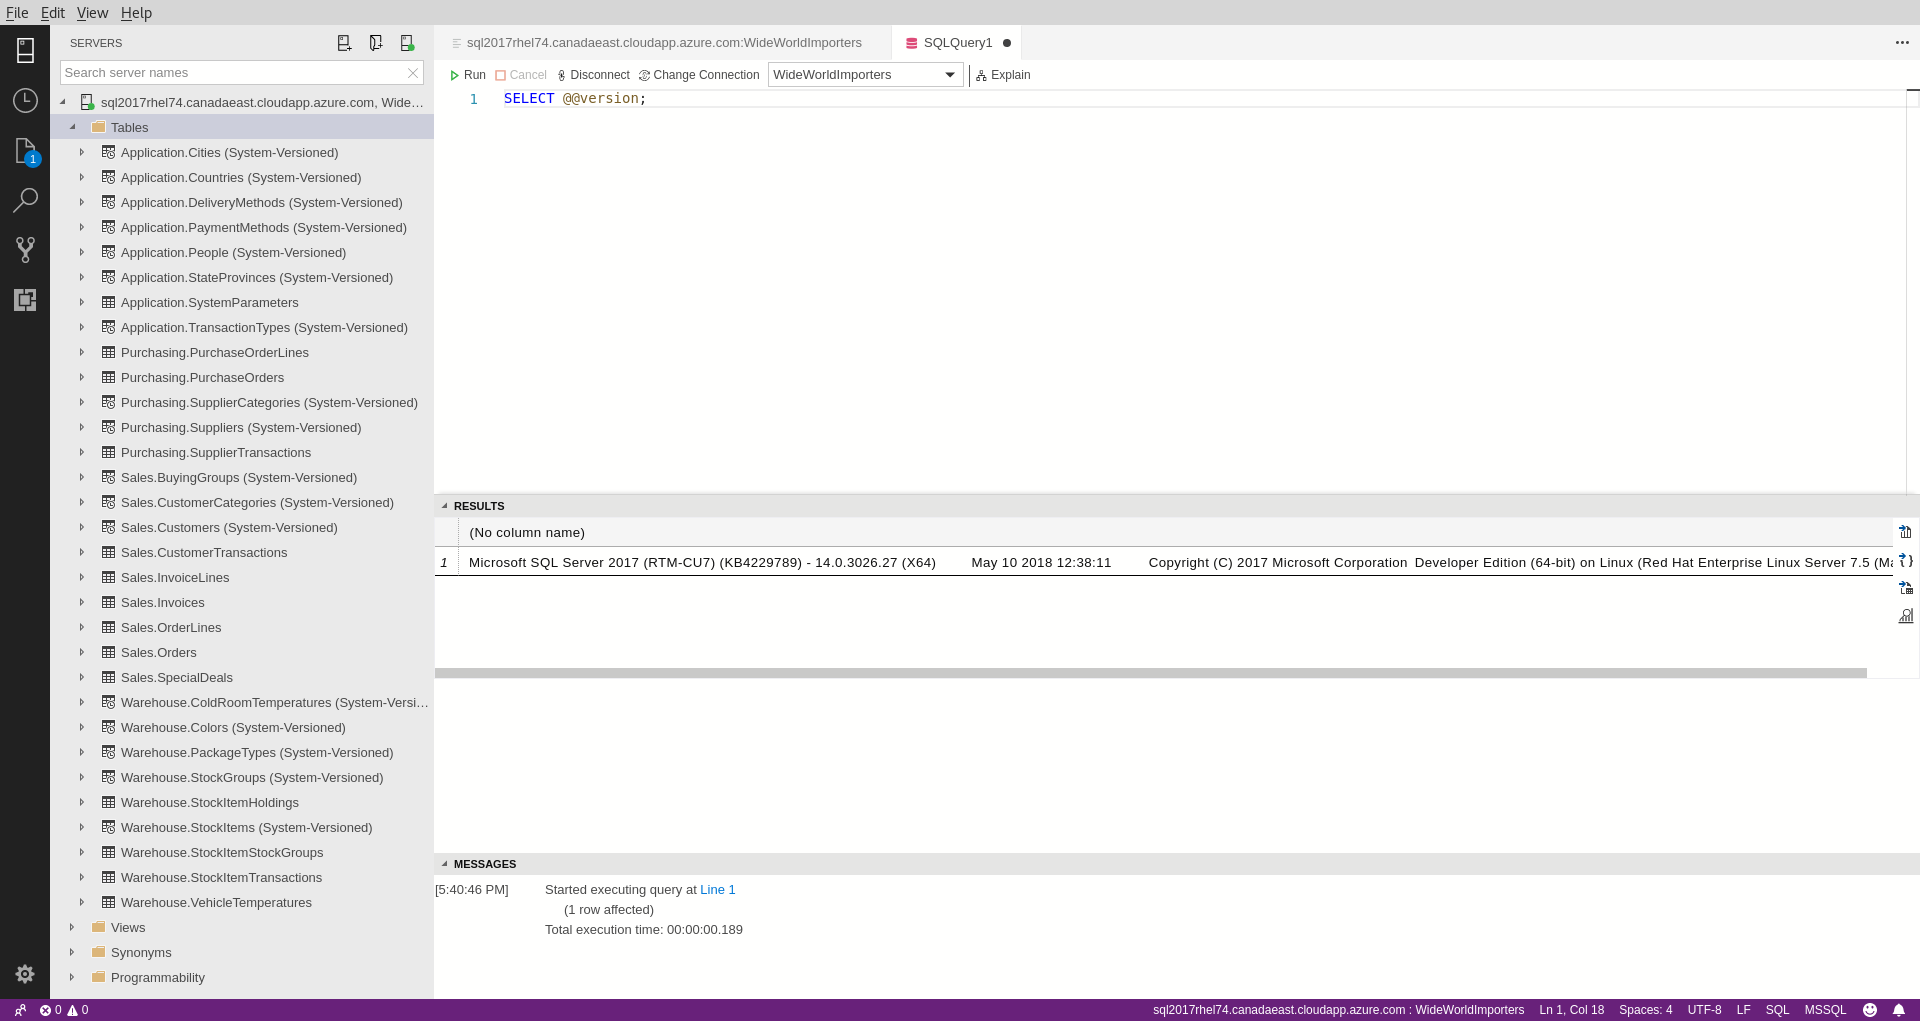 File Edit View Help
SERVERS
Search server names
sql2017rhel74.canadaeast.cloudapp.azure.com, Wide…
Tables
Application.Cities (System-Versioned)
Application.Countries (System-Versioned)
Application.DeliveryMethods (System-Versioned)
Application.PaymentMethods (System-Versioned)
Application.People (System-Versioned)
Application.StateProvinces (System-Versioned)
Application.SystemParameters
Application.TransactionTypes (System-Versioned)
Purchasing.PurchaseOrderLines
Purchasing.PurchaseOrders
Purchasing.SupplierCategories (System-Versioned)
Purchasing.Suppliers (System-Versioned)
Purchasing.SupplierTransactions
Sales.BuyingGroups (System-Versioned)
Sales.CustomerCategories (System-Versioned)
Sales.Customers (System-Versioned)
Sales.CustomerTransactions
Sales.InvoiceLines
Sales.Invoices
Sales.OrderLines
Sales.Orders
Sales.SpecialDeals
Warehouse.ColdRoomTemperatures (System-Versi…
Warehouse.Colors (System-Versioned)
Warehouse.PackageTypes (System-Versioned)
Warehouse.StockGroups (System-Versioned)
Warehouse.StockItemHoldings
Warehouse.StockItems (System-Versioned)
Warehouse.StockItemStockGroups
Warehouse.StockItemTransactions
Warehouse.VehicleTemperatures
Views
Synonyms
Programmability
1
sql2017rhel74.canadaeast.cloudapp.azure.com:WideWorldImporters
SQLQuery1
Run Cancel Disconnect Change Connection WideWorldImporters Explain
1 SELECT @@version;
RESULTS
(No column name)
1 Microsoft SQL Server 2017 (RTM-CU7) (KB4229789) - 14.0.3026.27 (X64) May 10 2018 12:38:11 Copyright (C) 2017 Microsoft Corporation Developer Edition (64-bit) on Linux (Red Hat Enterprise Linux Server 7.5 (Ma
MESSAGES
[5:40:46 PM] Started executing query at Line 1
(1 row affected)
Total execution time: 00:00:00.189
0 0 sql2017rhel74.canadaeast.cloudapp.azure.com : WideWorldImporters Ln 1, Col 18 Spaces: 4 UTF-8 LF SQL MSSQL